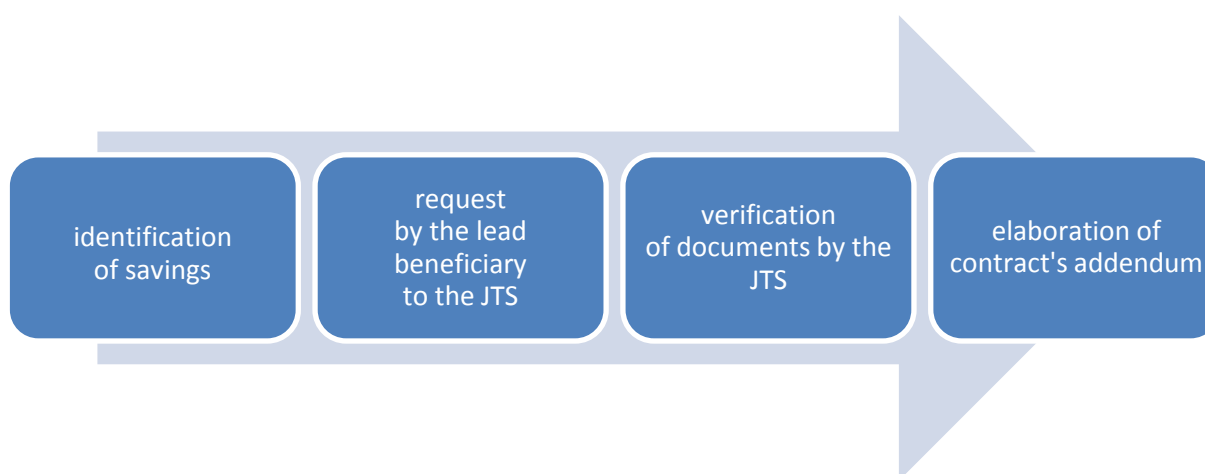 identification
of savings
request
by the lead
beneficiary
to the JTS
verification
of documents by the
JTS
elaboration of
contract's addendum